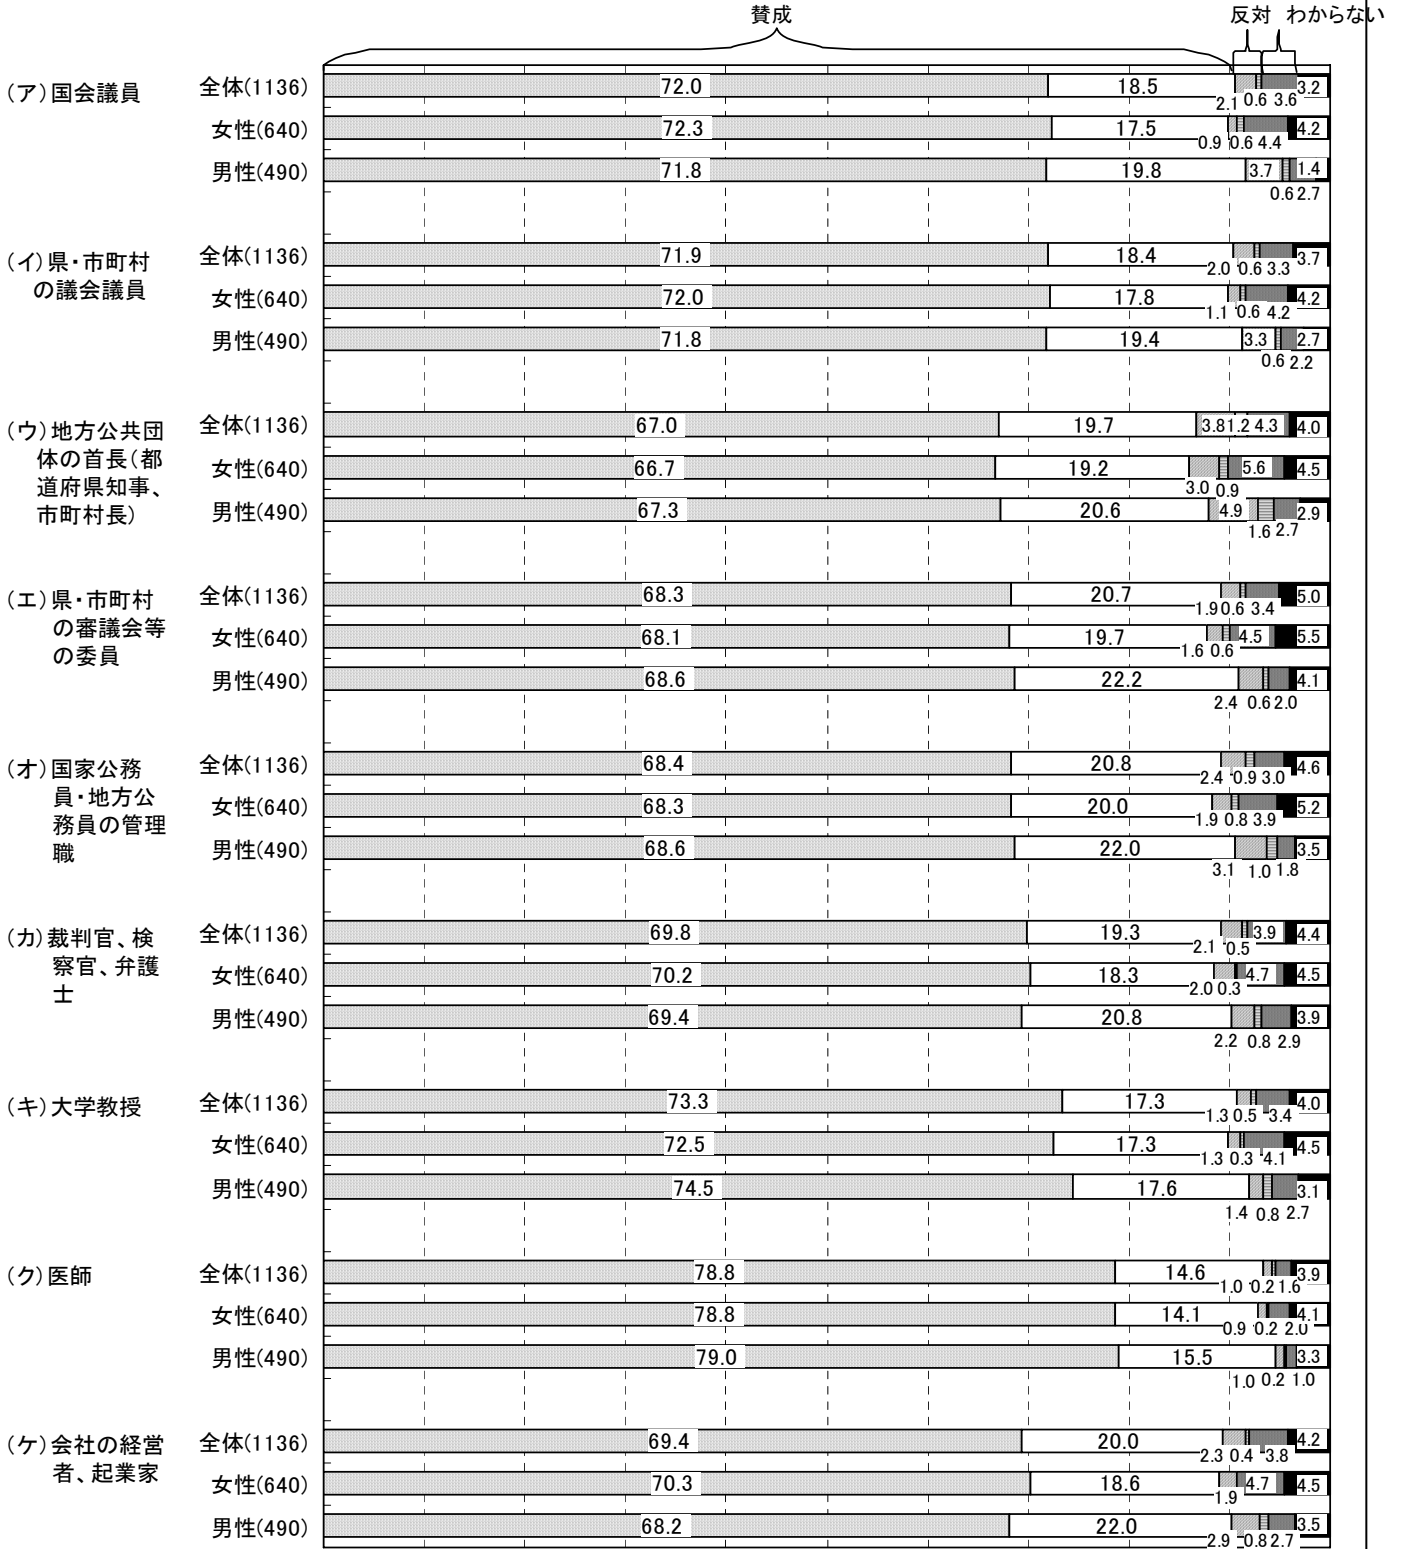 賛成 反対 わからない
(ア)国会議員 全体(1136) 72.0 18.5 2.1 0.6 3.6 3.2
女性(640) 72.3 17.5 0.9 0.6 4.4 4.2
男性(490) 71.8 19.8 3.7 0.6 2.7 1.4
(イ)県・市町村 全体(1136) 71.9 18.4 2.0 0.6 3.3 3.7
の議会議員 女性(640) 72.0 17.8 1.1 0.6 4.2 4.2
男性(490) 71.8 19.4 3.3 0.6 2.2 2.7
(ウ)地方公共団 全体(1136) 67.0 19.7 3.8 1.2 4.3 4.0
体の首長(都 女性(640) 66.7 19.2 3.0 0.9 5.6 4.5
道府県知事、
市町村長) 男性(490) 67.3 20.6 4.9 1.6 2.7 2.9
(エ)県・市町村 全体(1136) 68.3 20.7 1.9 0.6 3.4 5.0
の審議会等 女性(640) 68.1 19.7 1.6 0.6 4.5 5.5
の委員 男性(490) 68.6 22.2 2.4 0.6 2.0 4.1
(オ)国家公務 全体(1136) 68.4 20.8 2.4 0.9 3.0 4.6
員・地方公 女性(640) 68.3 20.0 1.9 0.8 3.9 5.2
務員の管理
職 男性(490) 68.6 22.0 3.1 1.0 1.8 3.5
(カ)裁判官、検 全体(1136) 69.8 19.3 2.1 0.5 3.9 4.4
察官、弁護 女性(640) 70.2 18.3 2.0 0.3 4.7 4.5
士 男性(490) 69.4 20.8 2.2 0.8 2.9 3.9
(キ)大学教授 全体(1136) 73.3 17.3 1.3 0.5 3.4 4.0
女性(640) 72.5 17.3 1.3 0.3 4.1 4.5
男性(490) 74.5 17.6 1.4 0.8 2.7 3.1
(ク)医師 全体(1136) 78.8 14.6 1.0 0.2 1.6 3.9
女性(640) 78.8 14.1 0.9 0.2 2.0 4.1
男性(490) 79.0 15.5 1.0 0.2 1.0 3.3
(ケ)会社の経営 全体(1136) 69.4 20.0 2.3 0.4 3.8 4.2
者、起業家 女性(640) 70.3 18.6 1.9 4.7 4.5
男性(490) 68.2 22.0 2.9 0.8 2.7 3.5